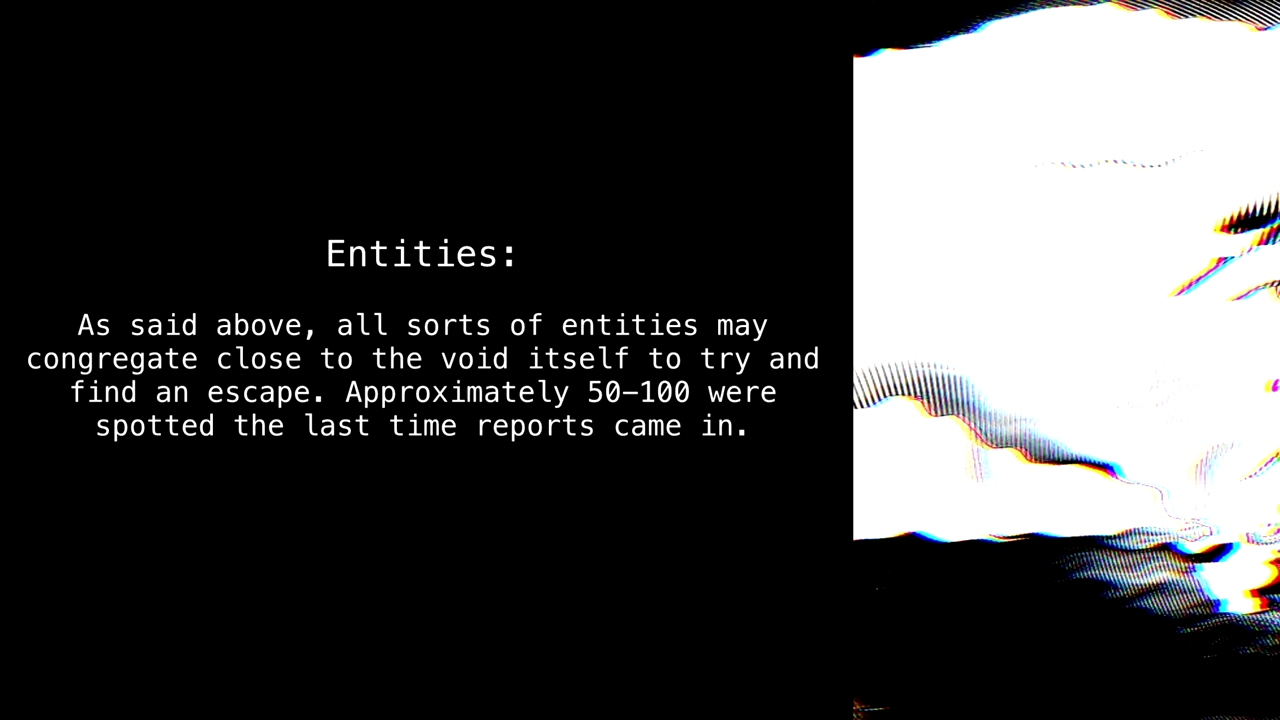 Entities:
As said above, all sorts of entities may
congregate close to the void itself to try and
find an escape. Approximately 50-100 were
spotted the last time reports came in.